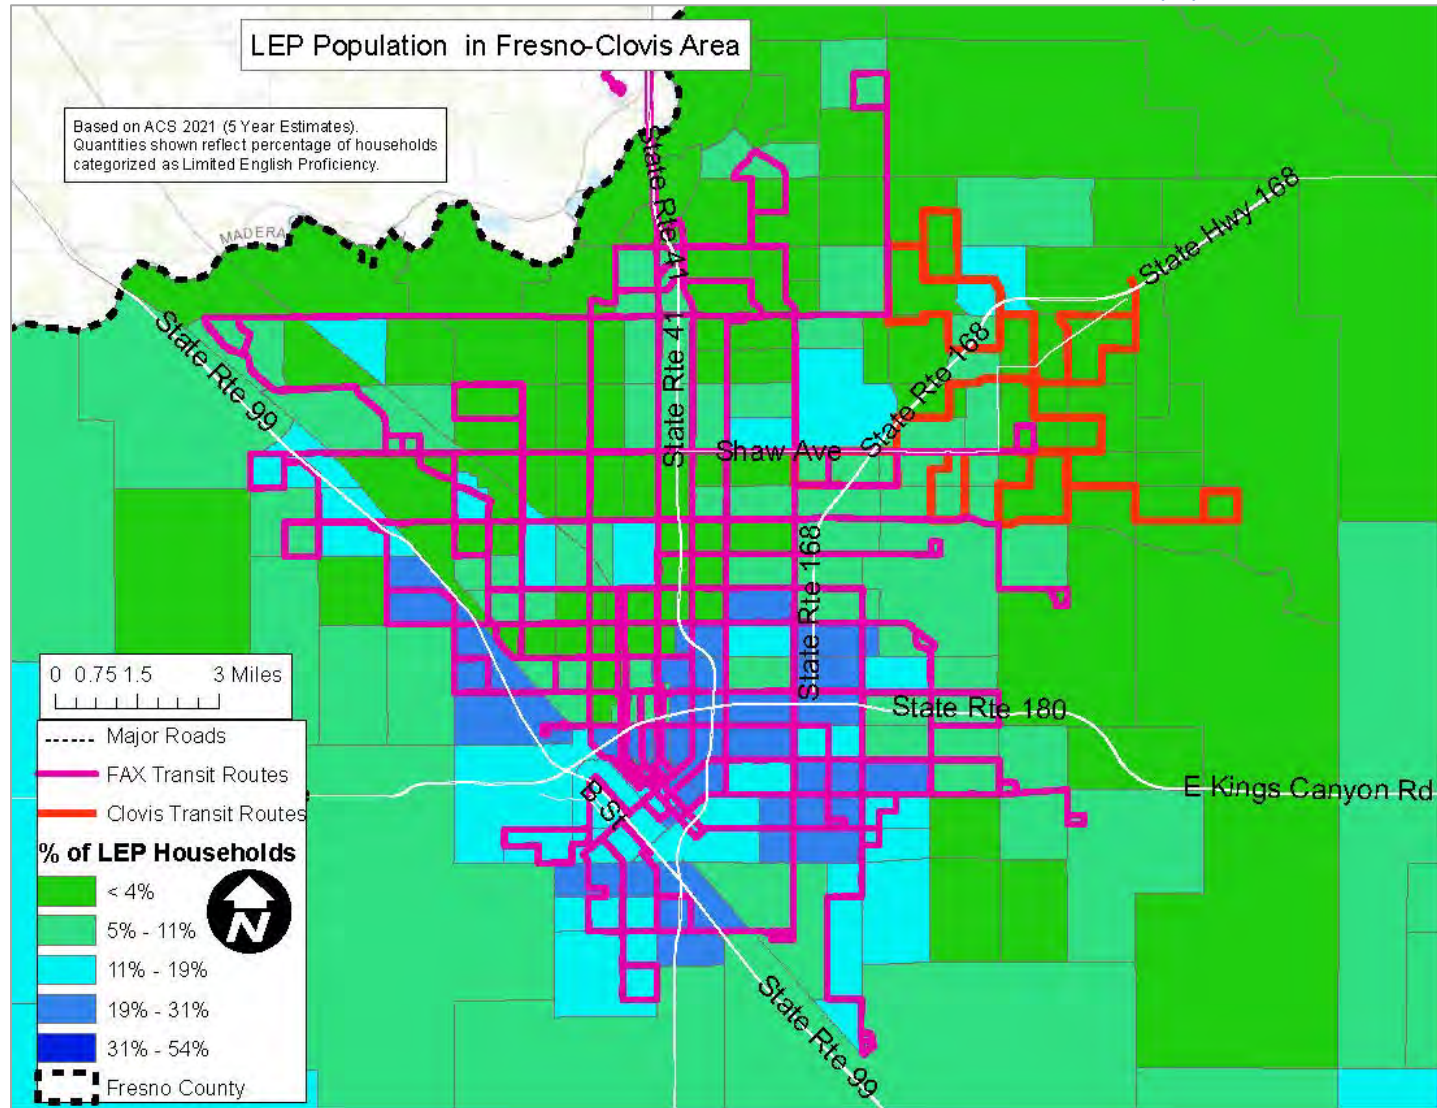 LEP Population in Fresno-Clovis Area
Based on ACS 2021 (5 Year Estimates).
Quantities shown reflect percentage of households
categorized as Limited English Proficiency.
MADERA
State Rte 41
State Hwy 168
State Rte 99
State Rte 41
State Rte 168
Shaw Ave
State Rte 168
State Rte 180
E Kings Canyon Rd
B St
State Rte 99
0 0.75 1.5 3 Miles
Major Roads
FAX Transit Routes
Clovis Transit Routes
% of LEP Households
< 4%
5% - 11%
11% - 19%
19% - 31%
31% - 54%
Fresno County
N